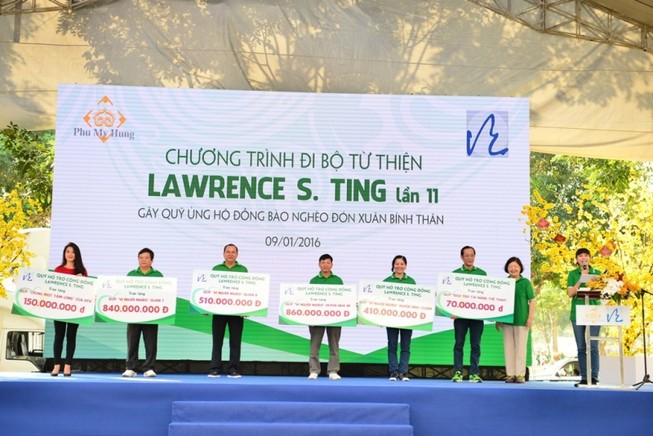 Phu My Hung
CHƯƠNG TRÌNH ĐI BỘ TỪ THIỆN
LAWRENCE S. TING lần 11
GÂY QUỸ ỦNG HỘ ĐỒNG BÀO NGHÈO ĐÓN XUÂN BÍNH THÂN
09/01/2016
QUỸ HỖ TRỢ CỘNG ĐỒNG
LAWRENCE S. TING
150.000.000 đ
QUỸ HỖ TRỢ CỘNG ĐỒNG
LAWRENCE S. TING
840.000.000 Đ
QUỸ HỖ TRỢ CỘNG ĐỒNG
LAWRENCE S. TING
510.000.000 Đ
QUỸ HỖ TRỢ CỘNG ĐỒNG
LAWRENCE S. TING
860.000.000 Đ
QUỸ HỖ TRỢ CỘNG ĐỒNG
LAWRENCE S. TING
410.000.000 Đ
QUỸ HỖ TRỢ CỘNG ĐỒNG
LAWRENCE S. TING
70.000.000 đ